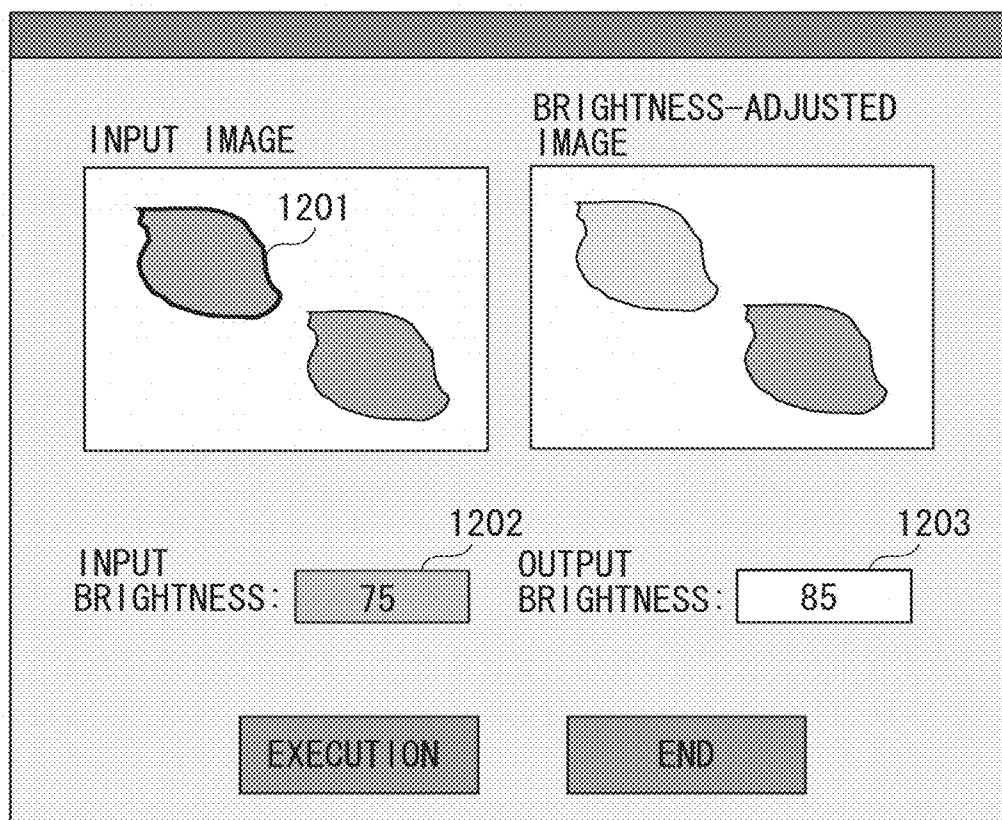 INPUT IMAGE
BRIGHTNESS-ADJUSTED
IMAGE
1201
1202
1203
INPUT
BRIGHTNESS: 75
OUTPUT
BRIGHTNESS: 85
EXECUTION
END